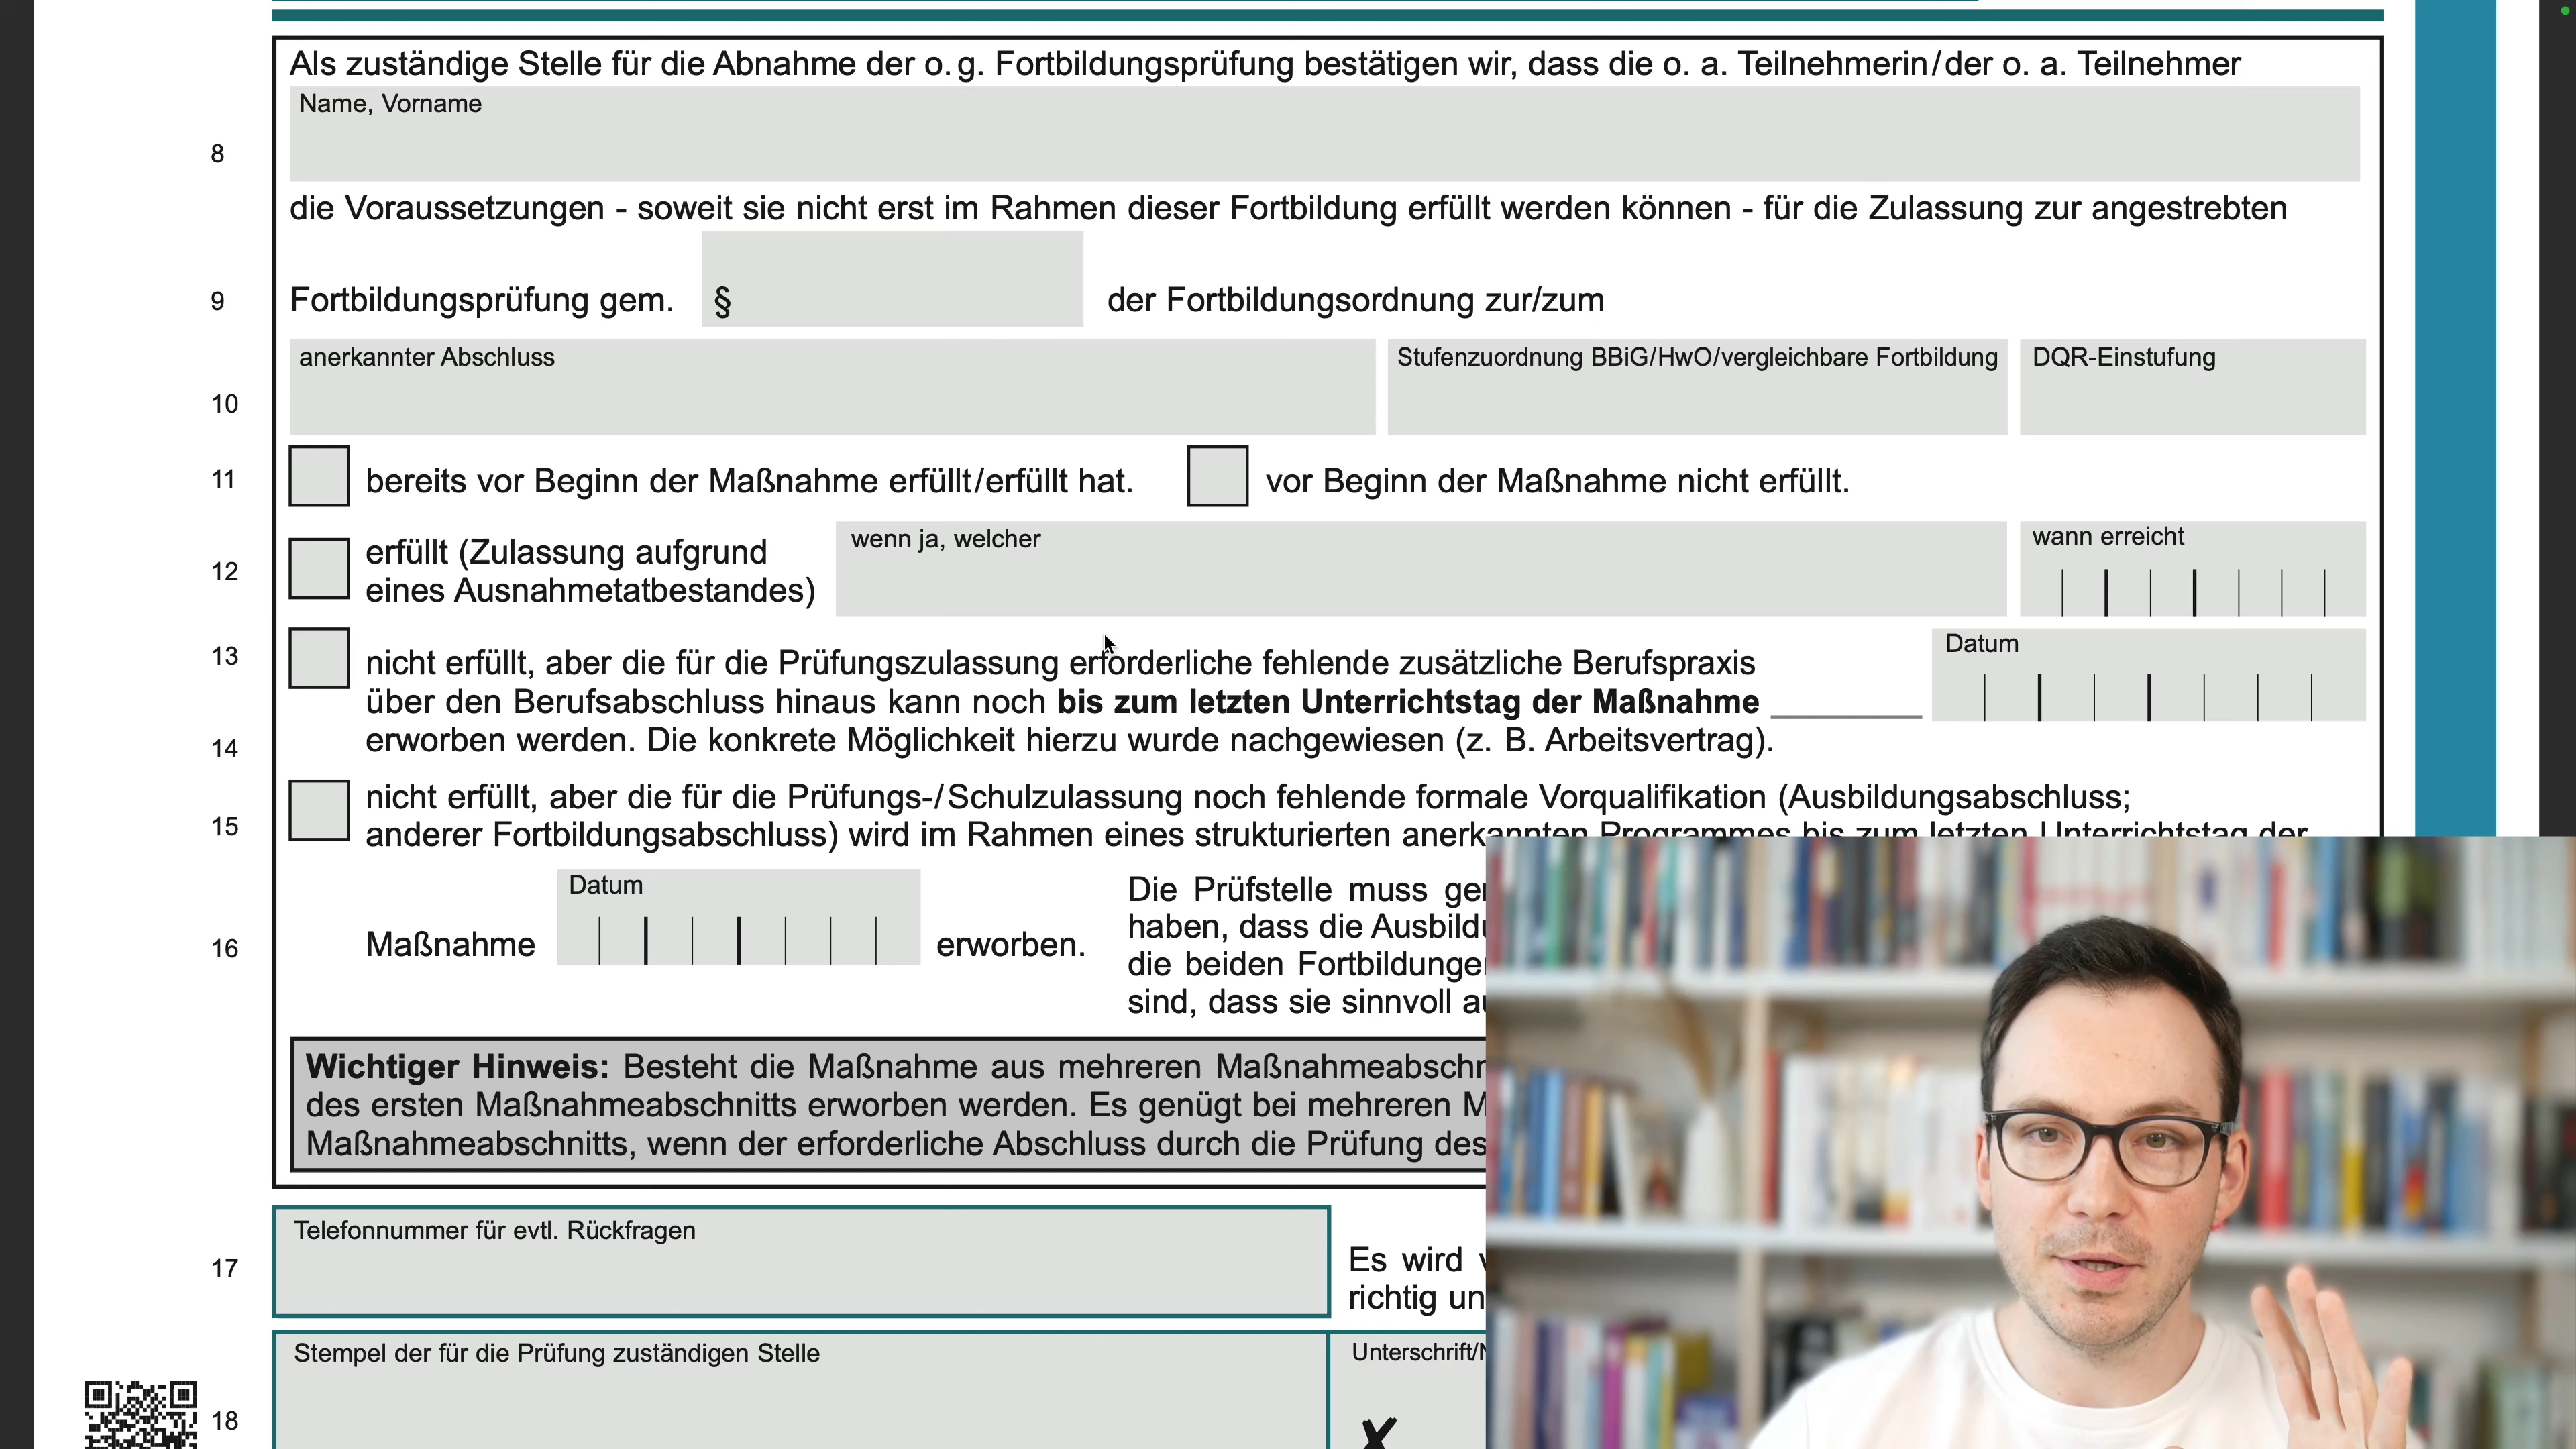 Als zuständige Stelle für die Abnahme der o. g. Fortbildungsprüfung bestätigen wir, dass die o. a. Teilnehmerin/der o. a. Teilnehmer
Name, Vorname
8
die Voraussetzungen - soweit sie nicht erst im Rahmen dieser Fortbildung erfüllt werden können - für die Zulassung zur angestrebten
9 Fortbildungsprüfung gem. § der Fortbildungsordnung zur/zum
anerkannter Abschluss Stufenzuordnung BBiG/HwO/vergleichbare Fortbildung DQR-Einstufung
10
11 bereits vor Beginn der Maßnahme erfüllt/erfüllt hat. vor Beginn der Maßnahme nicht erfüllt.
wenn ja, welcher wann erreicht
12 erfüllt (Zulassung aufgrund
eines Ausnahmetatbestandes)
Datum
13 nicht erfüllt, aber die für die Prüfungszulassung erforderliche fehlende zusätzliche Berufspraxis
über den Berufsabschluss hinaus kann noch bis zum letzten Unterrichtstag der Maßnahme
14 erworben werden. Die konkrete Möglichkeit hierzu wurde nachgewiesen (z. B. Arbeitsvertrag).
nicht erfüllt, aber die für die Prüfungs-/Schulzulassung noch fehlende formale Vorqualifikation (Ausbildungsabschluss;
15 anderer Fortbildungsabschluss) wird im Rahmen eines strukturierten anerkannten Programmes bis zum letzten Unterrichtstag der
Datum
16 Maßnahme erworben.
Die Prüfstelle muss
haben, dass die
die beiden
sind, dass sie sinnvoll
Wichtiger Hinweis: Besteht die Maßnahme aus mehreren
des ersten Maßnahmeabschnitts erworben werden. Es genügt bei mehreren
Maßnahmeabschnitts, wenn der erforderliche Abschluss durch die Prüfung des
Telefonnummer für evtl. Rückfragen
17
Es wird
richtig
Stempel der für die Prüfung zuständigen Stelle Unterschrift/
18 ✗